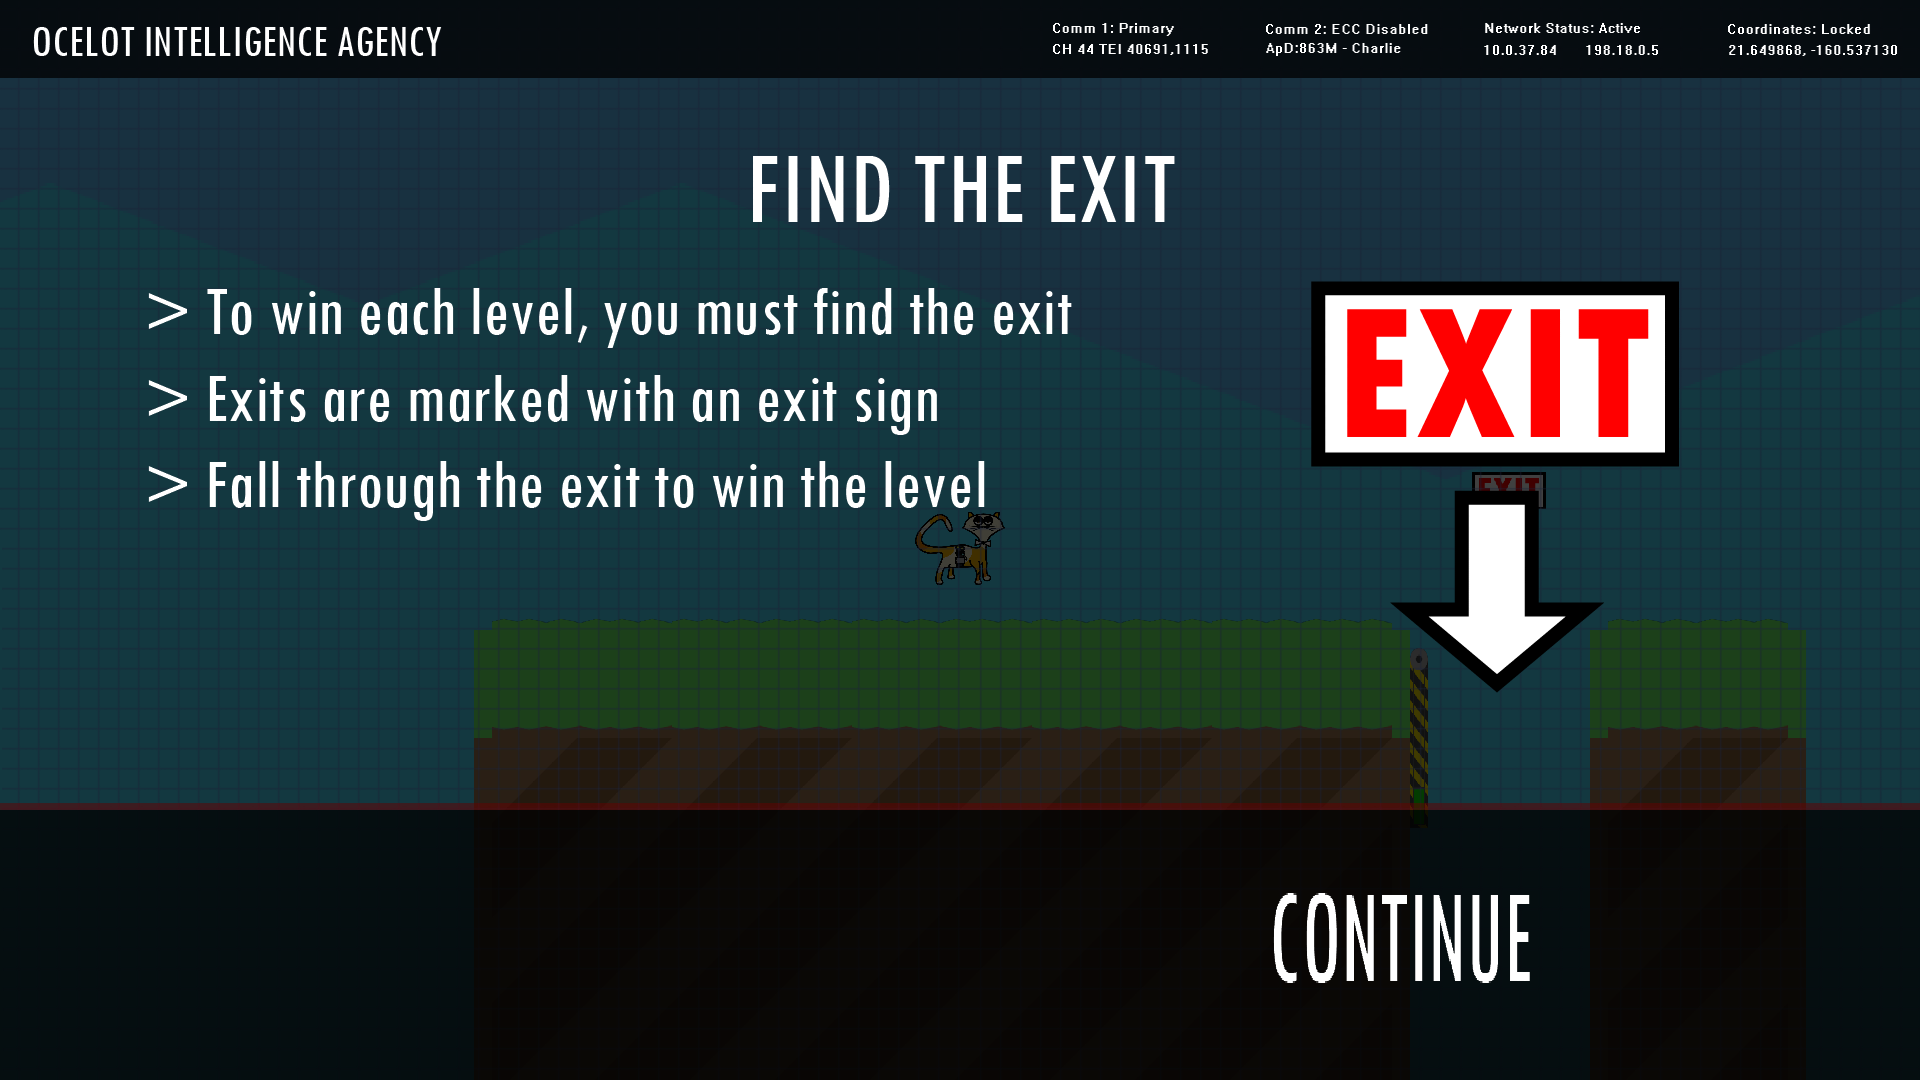 OCELOT INTELLIGENCE AGENCY
Comm 1: Primary
CH 44 TEI 40691,1115
Comm 2: ECC Disabled
ApD:863M - Charlie
Network Status: Active
10.0.37.84 198.18.0.5
Coordinates: Locked
21.649868, -160.537130
FIND THE EXIT
> To win each level, you must find the exit
> Exits are marked with an exit sign
> Fall through the exit to win the level
EXIT
EXIT
CONTINUE